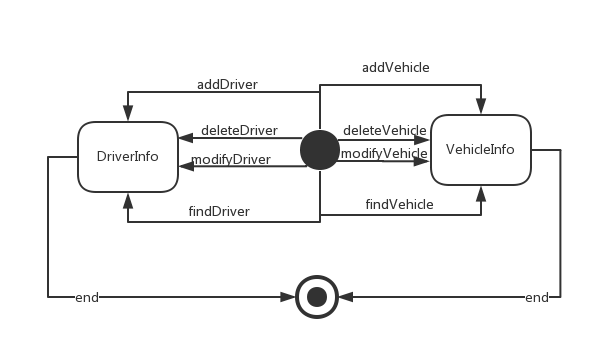 addVehicle
addDriver
deleteDriver
deleteVehicle
DriverInfo
modifyDriver
modifyVehicle
VehicleInfo
findDriver
findVehicle
end
end